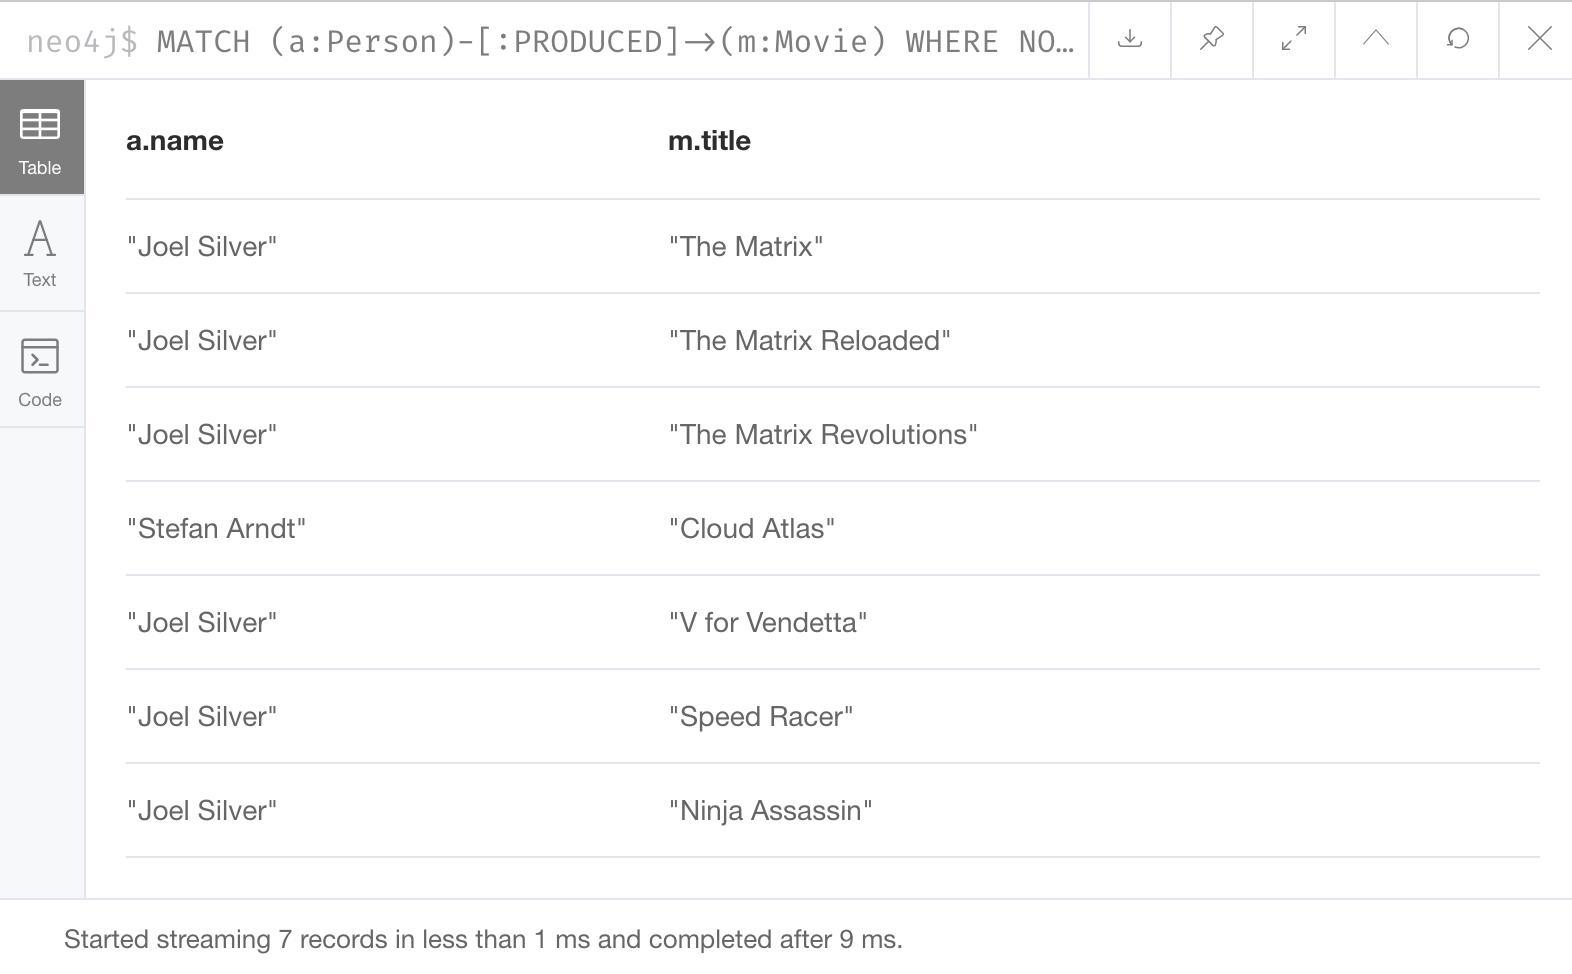 neo4j$ MATCH (a:Person)-[:PRODUCED]->(m:Movie) WHERE NO…
Table
Text
Code
a.name m.title
"Joel Silver" "The Matrix"
"Joel Silver" "The Matrix Reloaded"
"Joel Silver" "The Matrix Revolutions"
"Stefan Arndt" "Cloud Atlas"
"Joel Silver" "V for Vendetta"
"Joel Silver" "Speed Racer"
"Joel Silver" "Ninja Assassin"
Started streaming 7 records in less than 1 ms and completed after 9 ms.